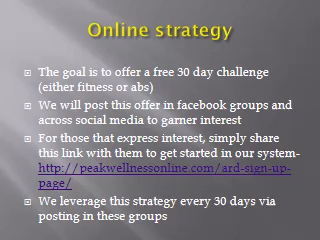 Online strategy
The goal is to offer a free 30 day challenge
(either fitness or abs)
We will post this offer in facebook groups and
across social media to garner interest
For those that express interest, simply share
this link with them to get started in our system-
http://peakwellnessonline.com/ard-sign-up-
page/
We leverage this strategy every 30 days via
posting in these groups